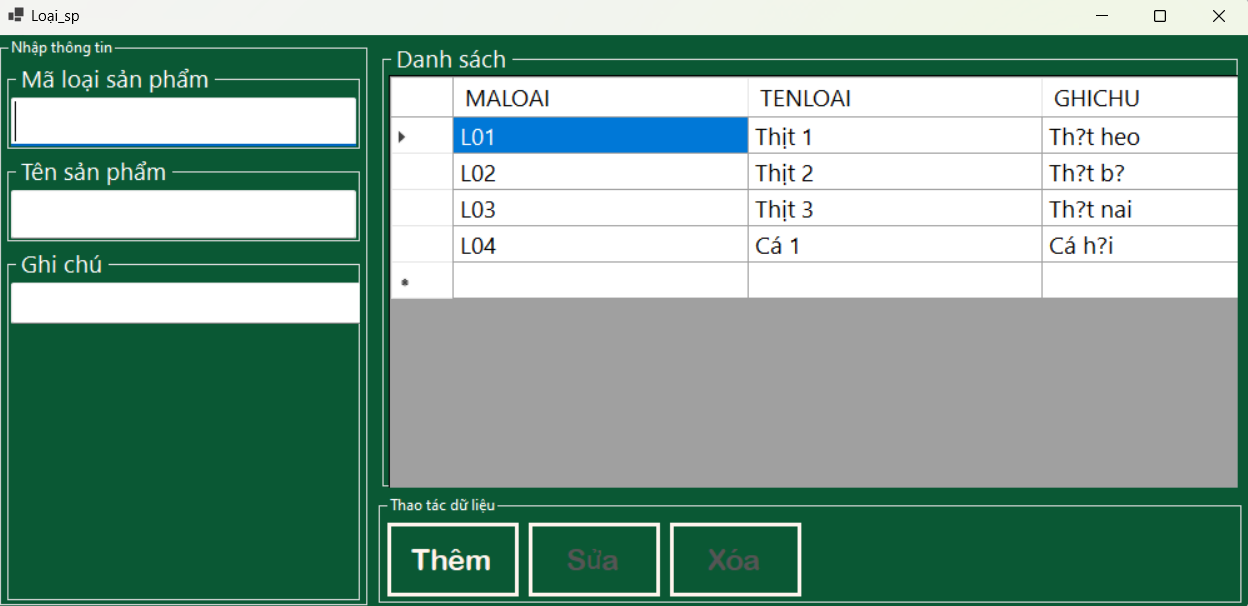 Loại_sp
Nhập thông tin
Mã loại sản phẩm
Tên sản phẩm
Ghi chú
Danh sách
MALOAI TENLOAI GHICHU
L01 Thịt 1 Th?t heo
L02 Thịt 2 Th?t b?
L03 Thịt 3 Th?t nai
L04 Cá 1 Cá h?i
Thao tác dữ liệu
Thêm Sửa Xóa